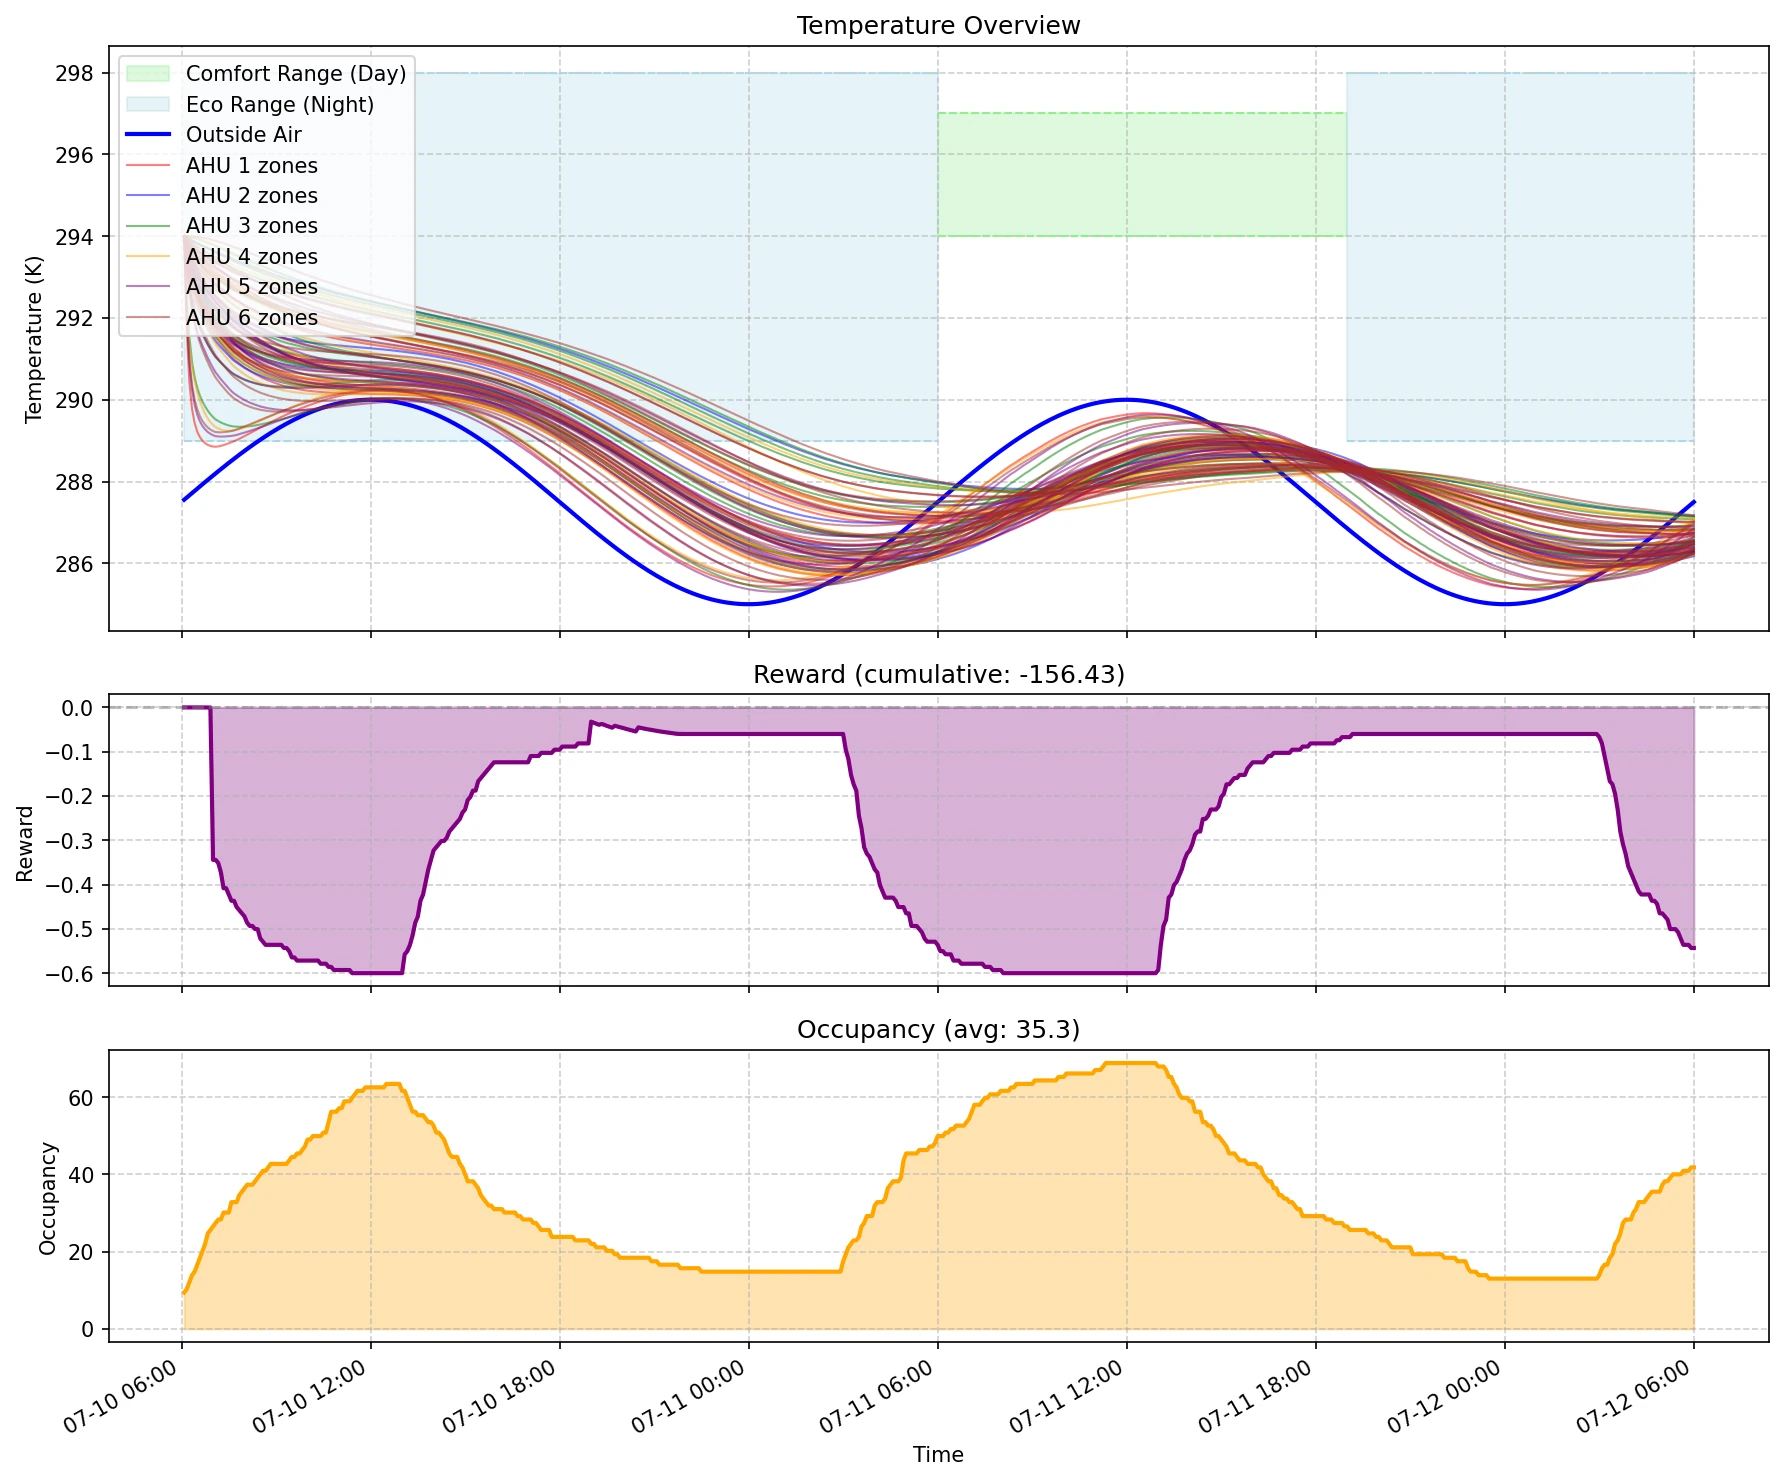 Temperature Overview
298
296
294
292
290
288
286
Temperature (K)
Comfort Range (Day)
Eco Range (Night)
Outside Air
AHU 1 zones
AHU 2 zones
AHU 3 zones
AHU 4 zones
AHU 5 zones
AHU 6 zones
Reward (cumulative: -156.43)
0.0
−0.1
−0.2
−0.3
−0.4
−0.5
−0.6
Reward
Occupancy (avg: 35.3)
60
40
20
0
Occupancy
07-10 06:00
07-10 12:00
07-10 18:00
07-11 00:00
07-11 06:00
07-11 12:00
07-11 18:00
07-12 00:00
07-12 06:00
Time